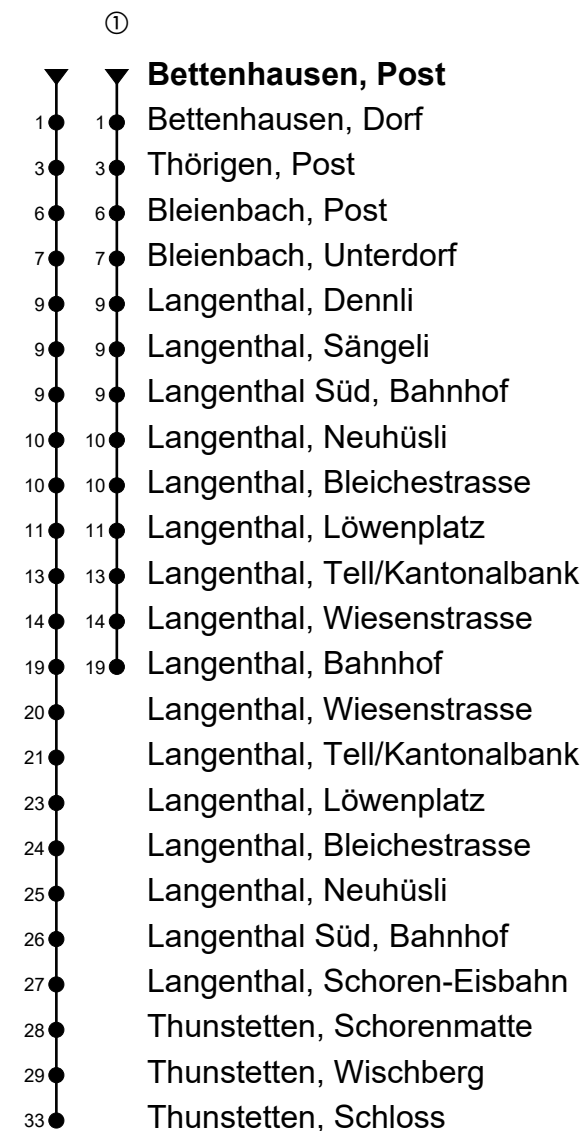 ①
Bettenhausen, Post
1 1 Bettenhausen, Dorf
3 3 Thörigen, Post
6 6 Bleienbach, Post
7 7 Bleienbach, Unterdorf
9 9 Langenthal, Dennli
9 9 Langenthal, Sängeli
9 9 Langenthal Süd, Bahnhof
10 10 Langenthal, Neuhüsli
10 10 Langenthal, Bleichestrasse
11 11 Langenthal, Löwenplatz
13 13 Langenthal, Tell/Kantonalbank
14 14 Langenthal, Wiesenstrasse
19 19 Langenthal, Bahnhof
20 Langenthal, Wiesenstrasse
21 Langenthal, Tell/Kantonalbank
23 Langenthal, Löwenplatz
24 Langenthal, Bleichestrasse
25 Langenthal, Neuhüsli
26 Langenthal Süd, Bahnhof
27 Langenthal, Schoren-Eisbahn
28 Thunstetten, Schorenmatte
29 Thunstetten, Wischberg
33 Thunstetten, Schloss